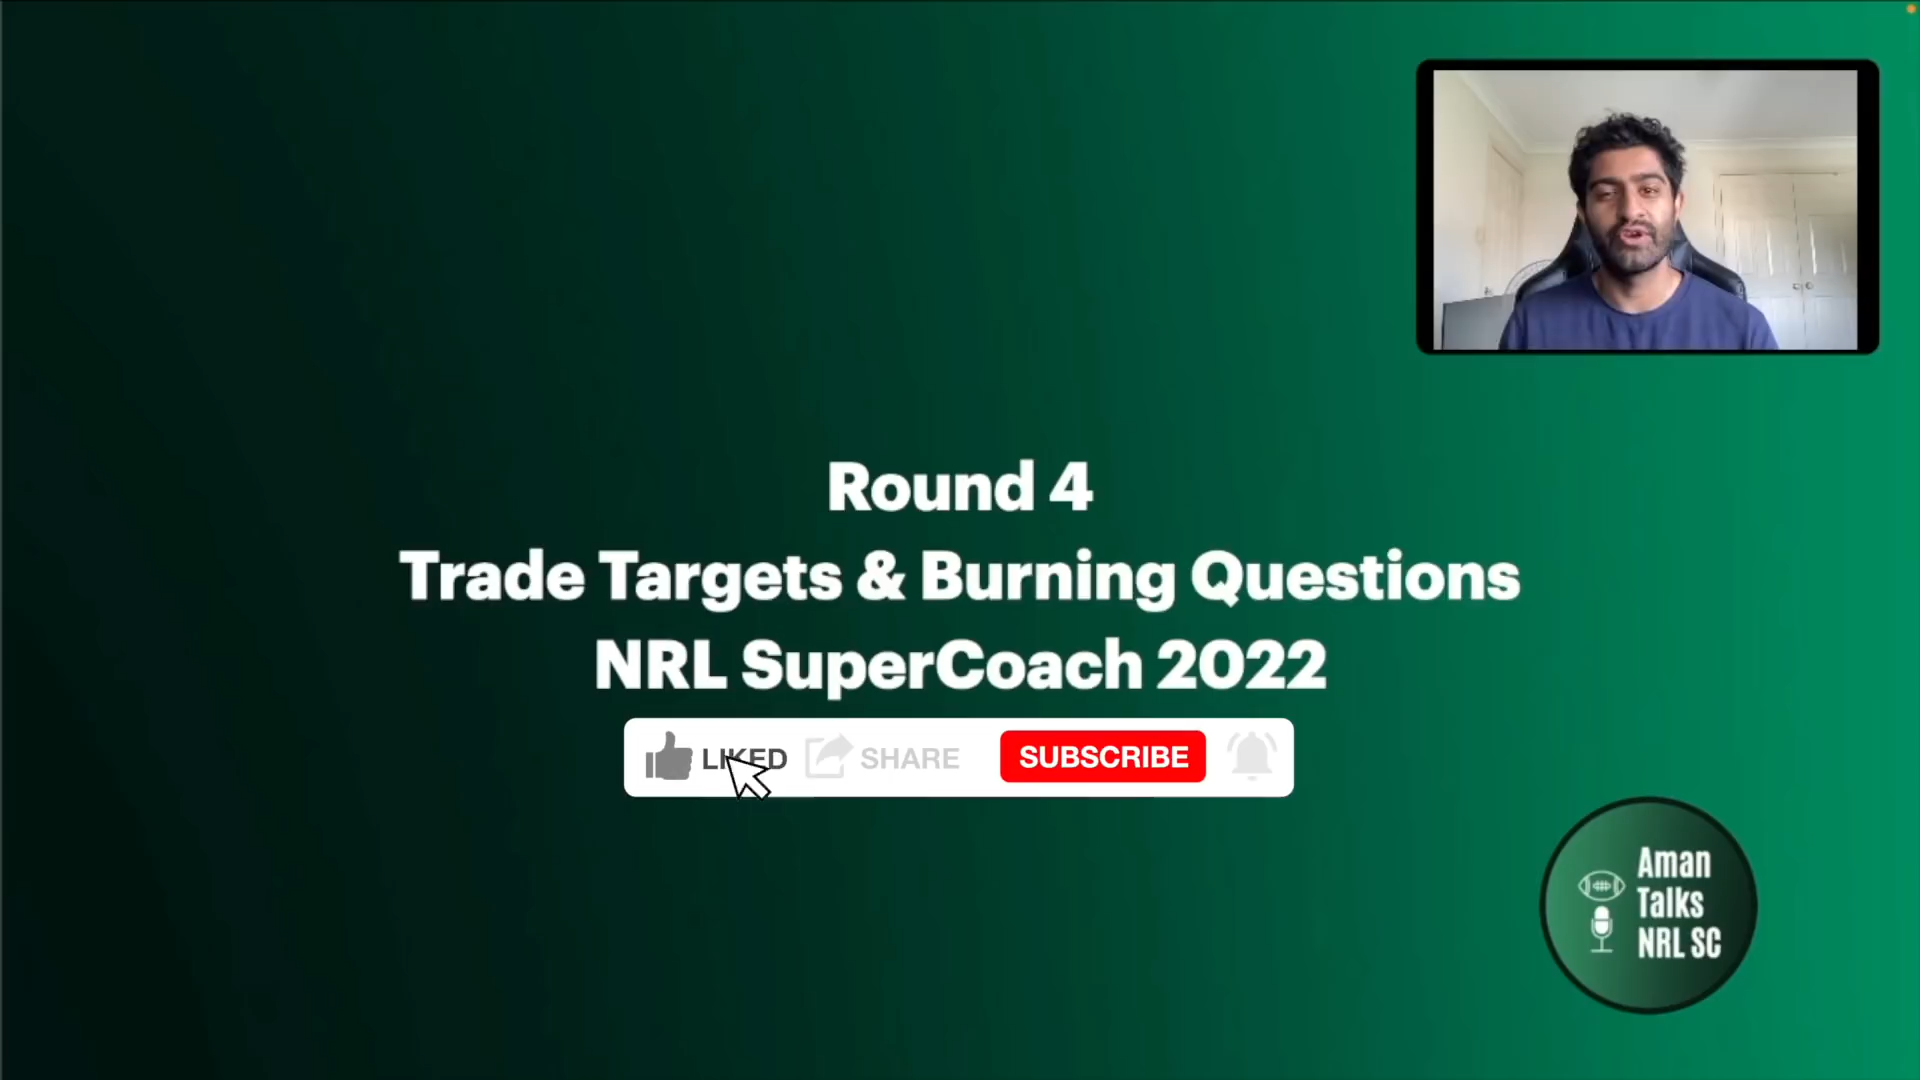 Round 4
Trade Targets & Burning Questions
NRL SuperCoach 2022
LIKED SHARE SUBSCRIBE
Aman
Talks
NRL SC